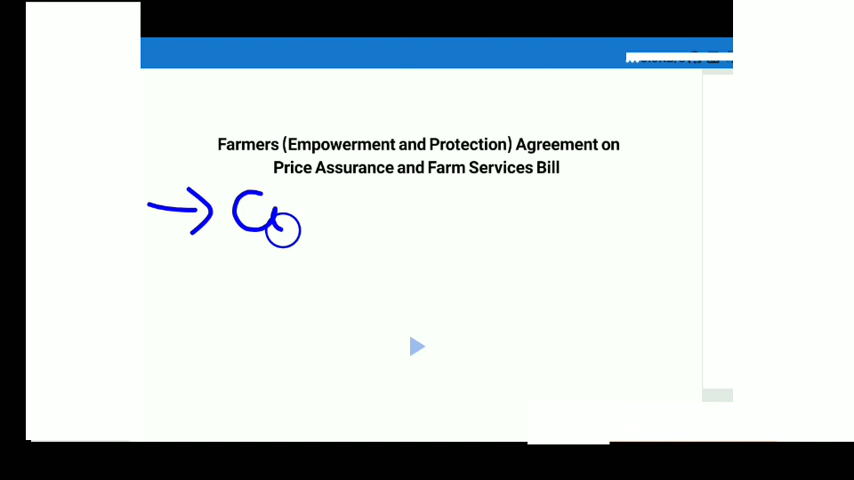 Farmers (Empowerment and Protection) Agreement on
Price Assurance and Farm Services Bill